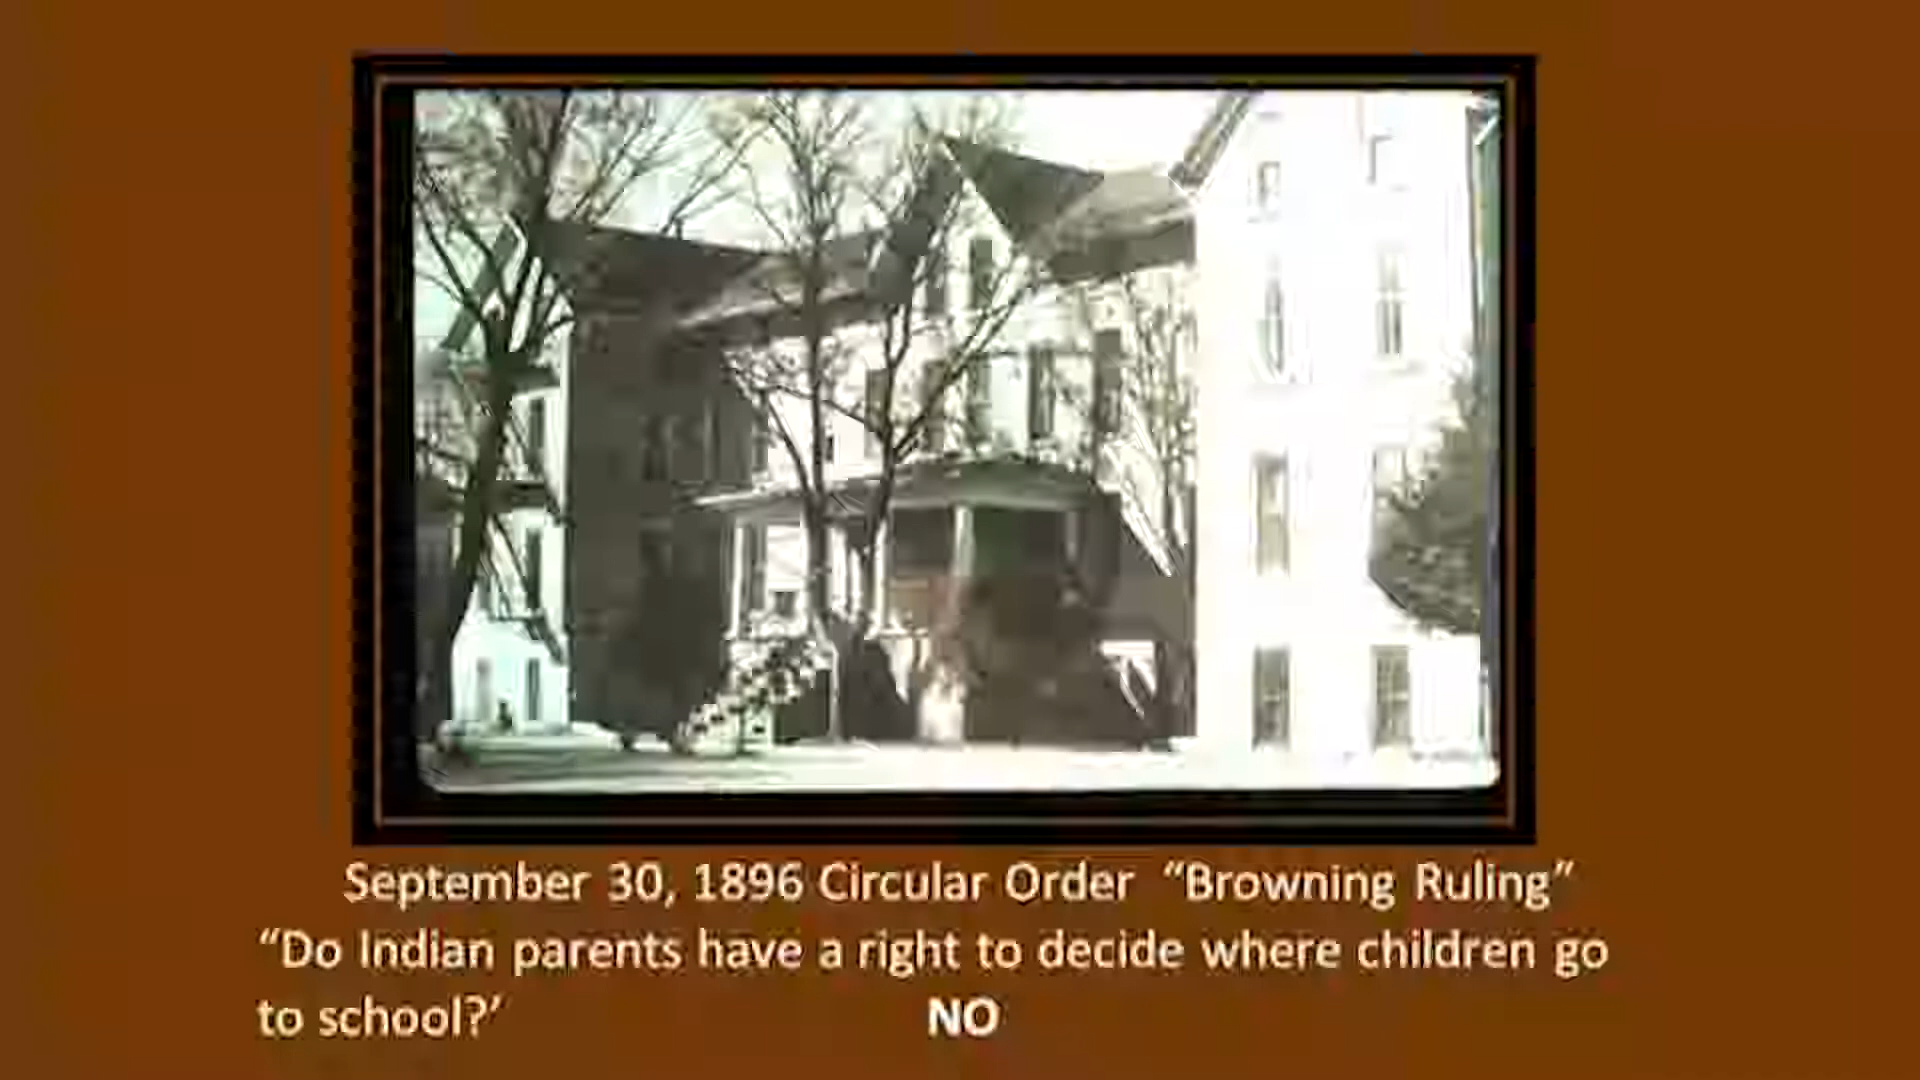 September 30, 1896 Circular Order "Browning Ruling"
"Do Indian parents have a right to decide where children go
to school?' NO